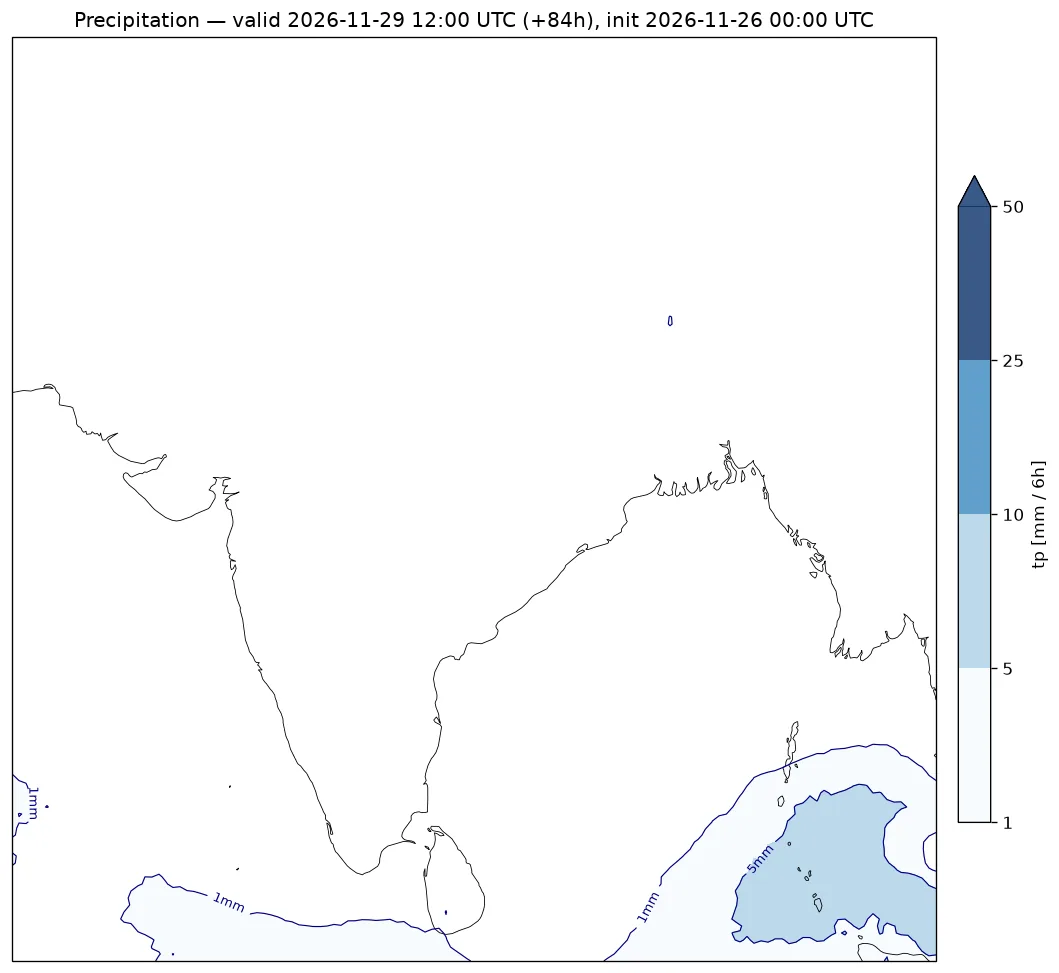 Precipitation — valid 2026-11-29 12:00 UTC (+84h), init 2026-11-26 00:00 UTC
50
25
10
5
1
tp [mm / 6h]
1mm
5mm
1mm
1mm